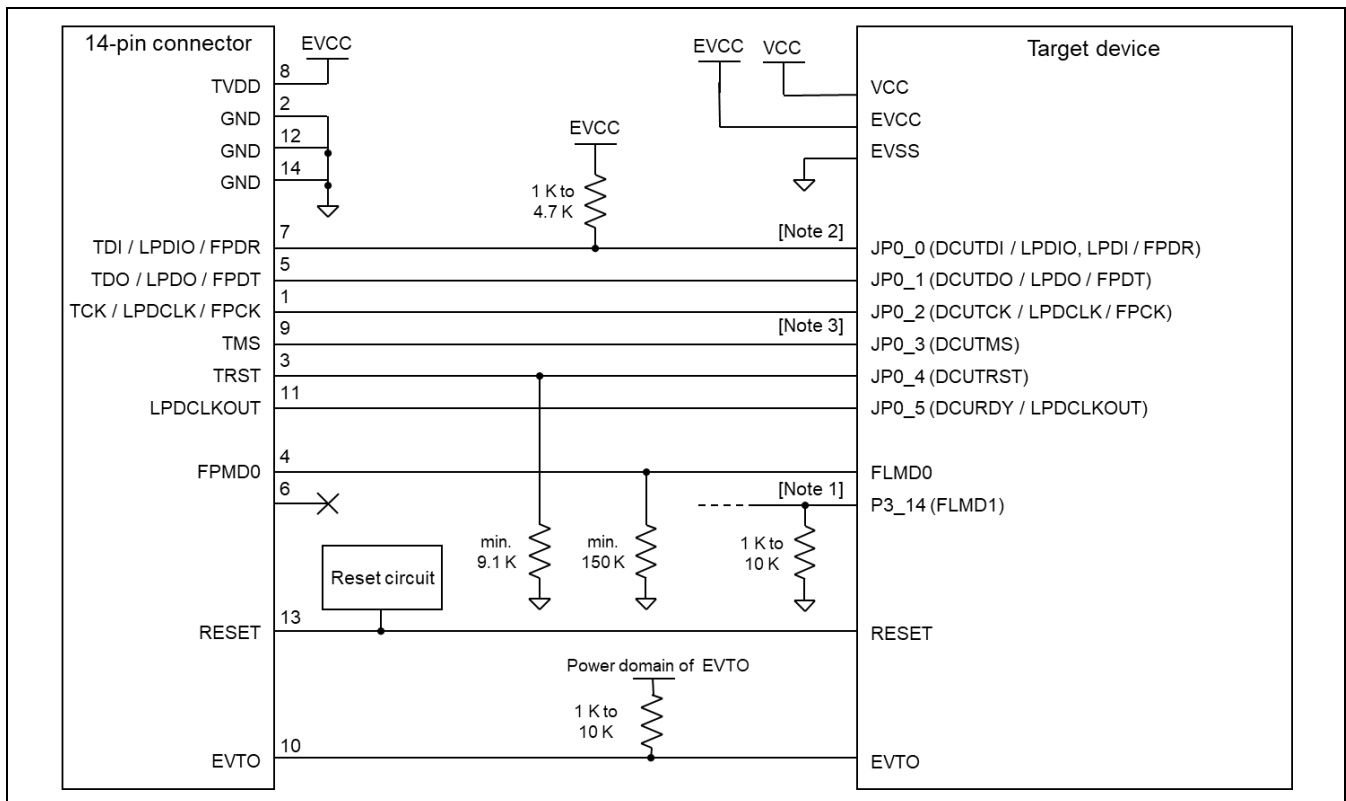 14-pin connector
EVCC
EVCC
VCC
Target device
TVDD
8
VCC
GND
2
EVCC
EVCC
GND
12
EVSS
GND
14
1 K to
4.7 K
TDI / LPDIO / FPDR
7
[Note 2]
JP0_0 (DCUTDI / LPDIO, LPDI / FPDR)
TDO / LPDO / FPDT
5
JP0_1 (DCUTDO / LPDO / FPDT)
TCK / LPDCLK / FPCK
1
JP0_2 (DCUTCK / LPDCLK / FPCK)
TMS
9
[Note 3]
JP0_3 (DCUTMS)
TRST
3
JP0_4 (DCUTRST)
LPDCLKOUT
11
JP0_5 (DCURDY / LPDCLKOUT)
FPMD0
4
FLMD0
6
[Note 1]
P3_14 (FLMD1)
min.
9.1 K
min.
150 K
1 K to
10 K
Reset circuit
RESET
13
RESET
Power domain of EVTO
1 K to
10 K
EVTO
10
EVTO